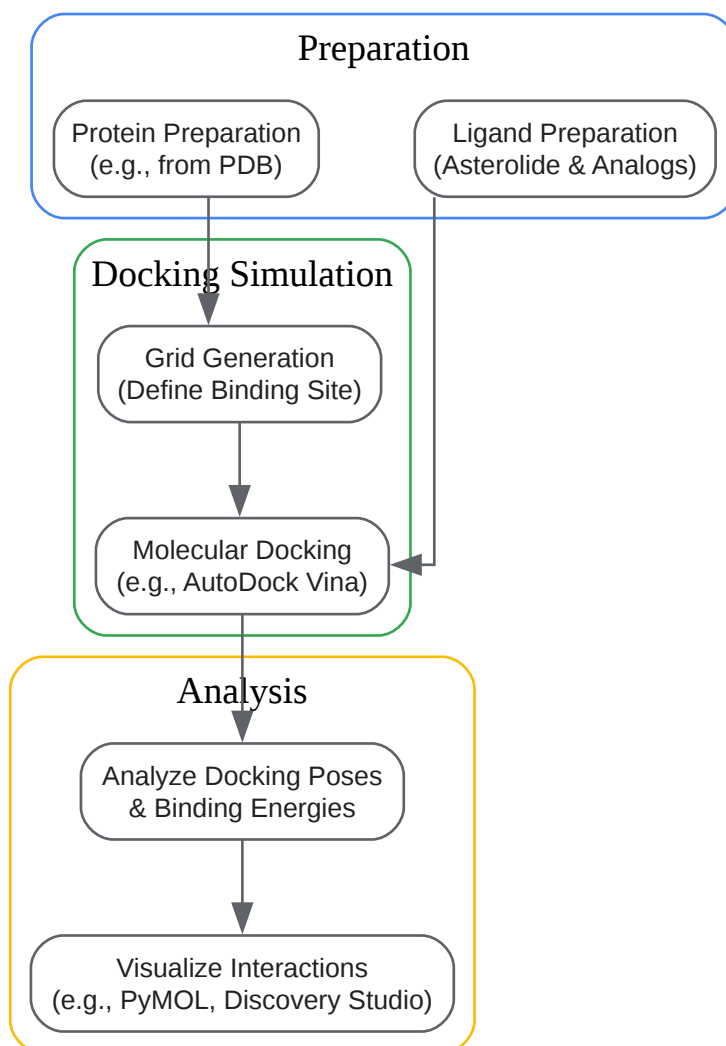 Preparation
Protein Preparation
(e.g., from PDB)
Ligand Preparation
(Asterolide & Analogs)
Docking Simulation
Grid Generation
(Define Binding Site)
Molecular Docking
(e.g., AutoDock Vina)
Analysis
Analyze Docking Poses
& Binding Energies
Visualize Interactions
(e.g., PyMOL, Discovery Studio)